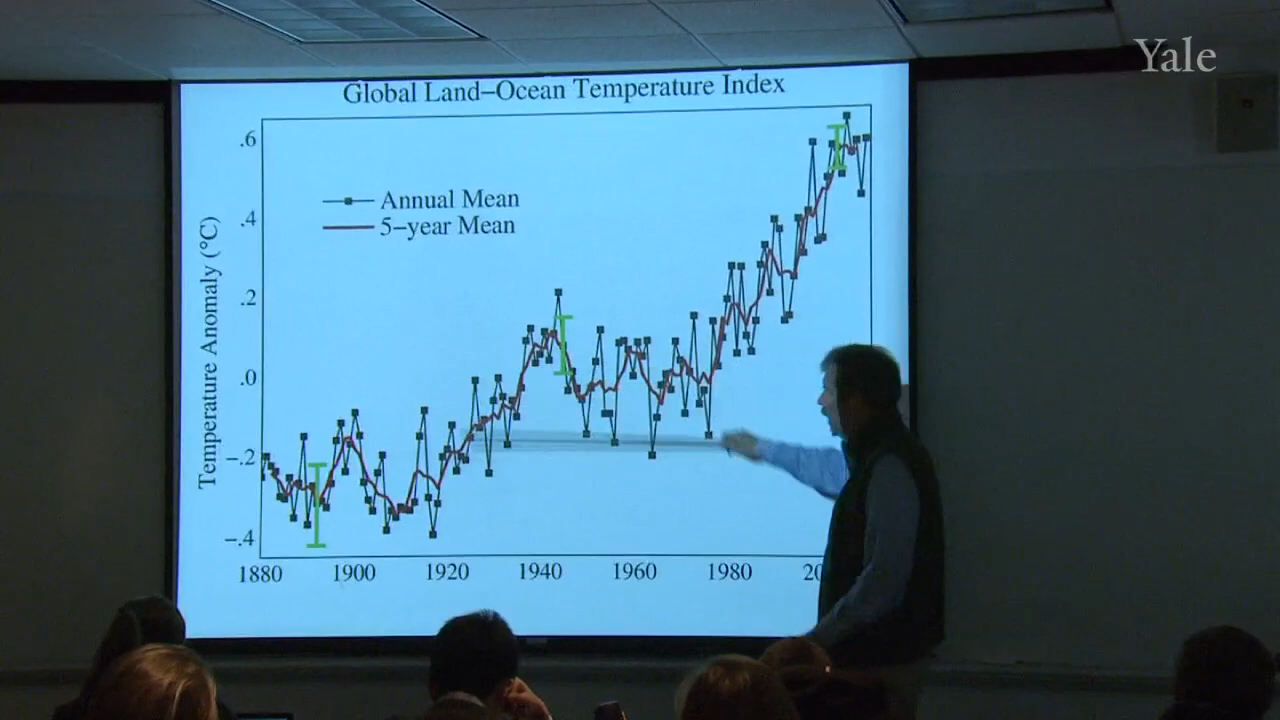 Yale
Global Land–Ocean Temperature Index
.6
.4
.2
.0
–.2
–.4
Temperature Anomaly (°C)
Annual Mean
5–year Mean
1880 1900 1920 1940 1960 1980 20